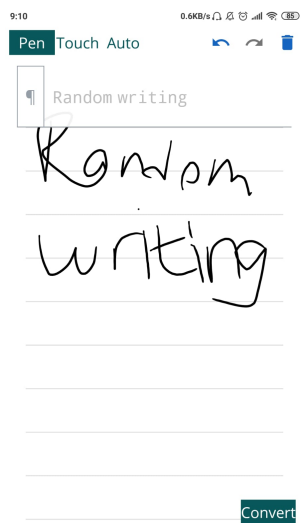 9:10 0.6KB/s 85
Pen Touch Auto
¶ Random writing
Random
writing
Convert